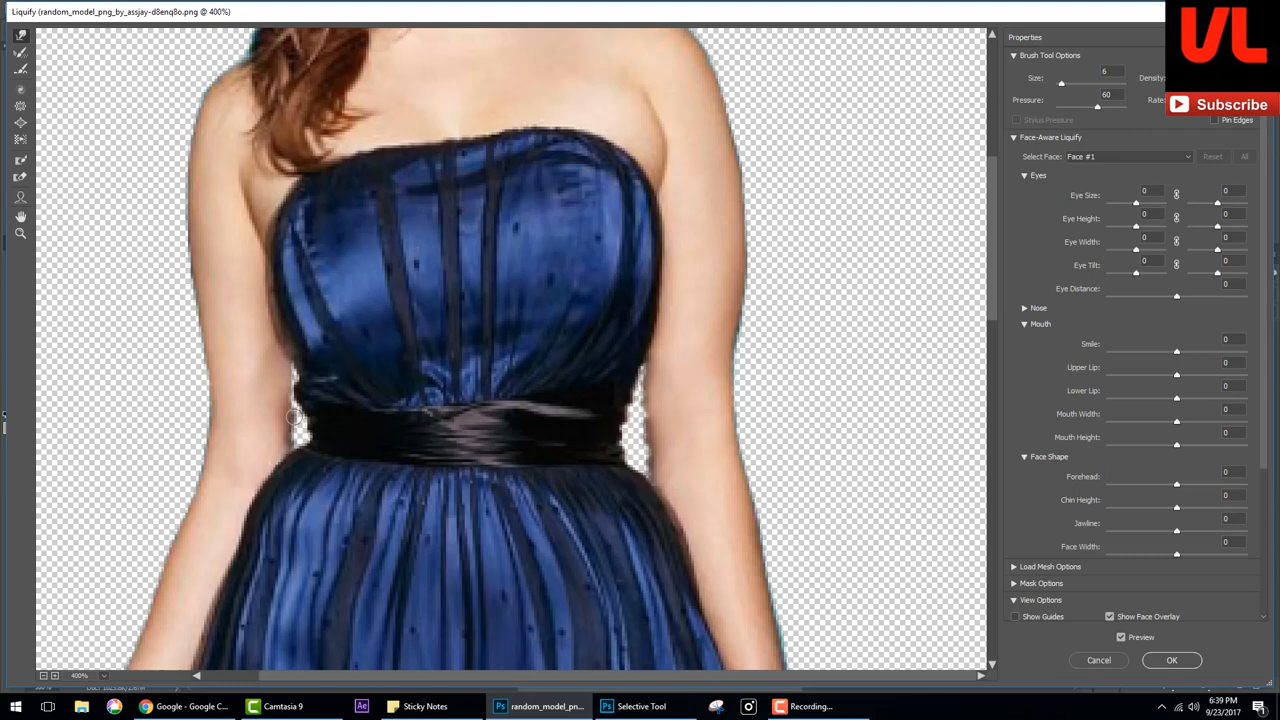 Liquify (random_model_png_by_assjay-d8enq8o.png @ 400%)
VL
Subscribe
Properties
Brush Tool Options
Size: 6 Density:
Pressure: 60 Rate:
Stylus Pressure Pin Edges
Face-Aware Liquify
Select Face: Face #1 Reset All
Eyes
Eye Size: 0 0
Eye Height: 0 0
Eye Width: 0 0
Eye Tilt: 0 0
Eye Distance: 0
Nose
Mouth
Smile: 0
Upper Lip: 0
Lower Lip: 0
Mouth Width: 0
Mouth Height: 0
Face Shape
Forehead: 0
Chin Height: 0
Jawline: 0
Face Width: 0
Load Mesh Options
Mask Options
View Options
Show Guides Show Face Overlay
Preview
Cancel OK
400%
Google - Google C...
Camtasia 9
Ae
Sticky Notes
Ps random_model_pn...
Ps Selective Tool
Recording...
6:39 PM
9/23/2017